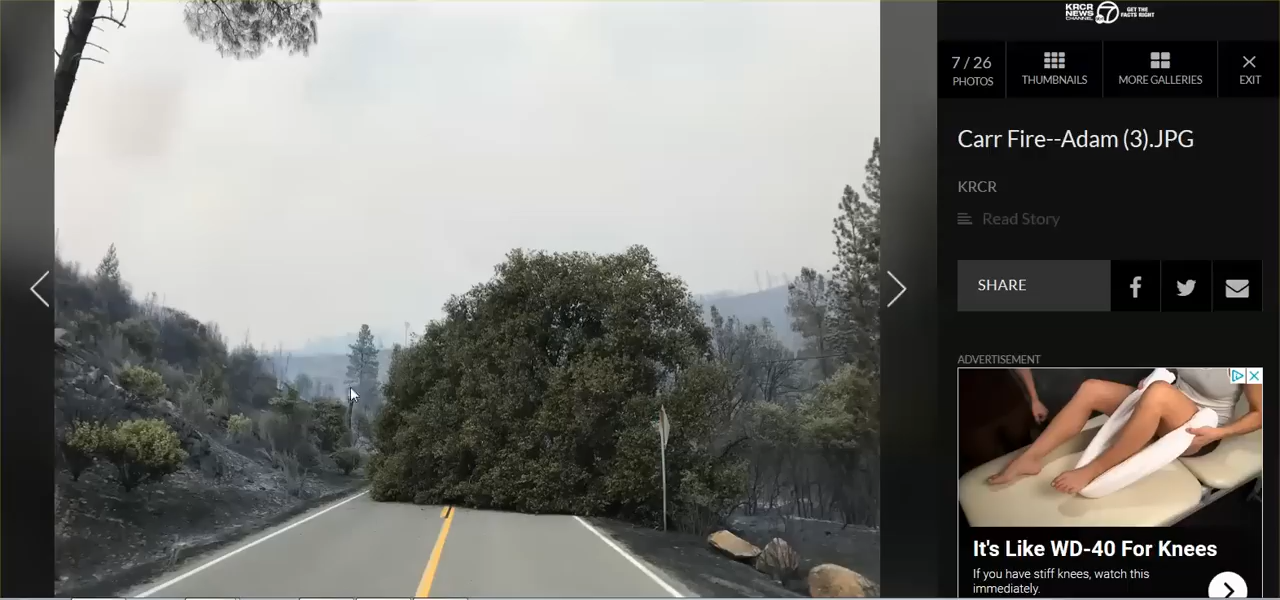 KRCR
NEWS
CHANNEL
7
GET THE
FACTS RIGHT
7 / 26
PHOTOS
THUMBNAILS
MORE GALLERIES
EXIT
Carr Fire--Adam (3).JPG
KRCR
Read Story
SHARE
ADVERTISEMENT
It's Like WD-40 For Knees
If you have stiff knees, watch this
immediately.